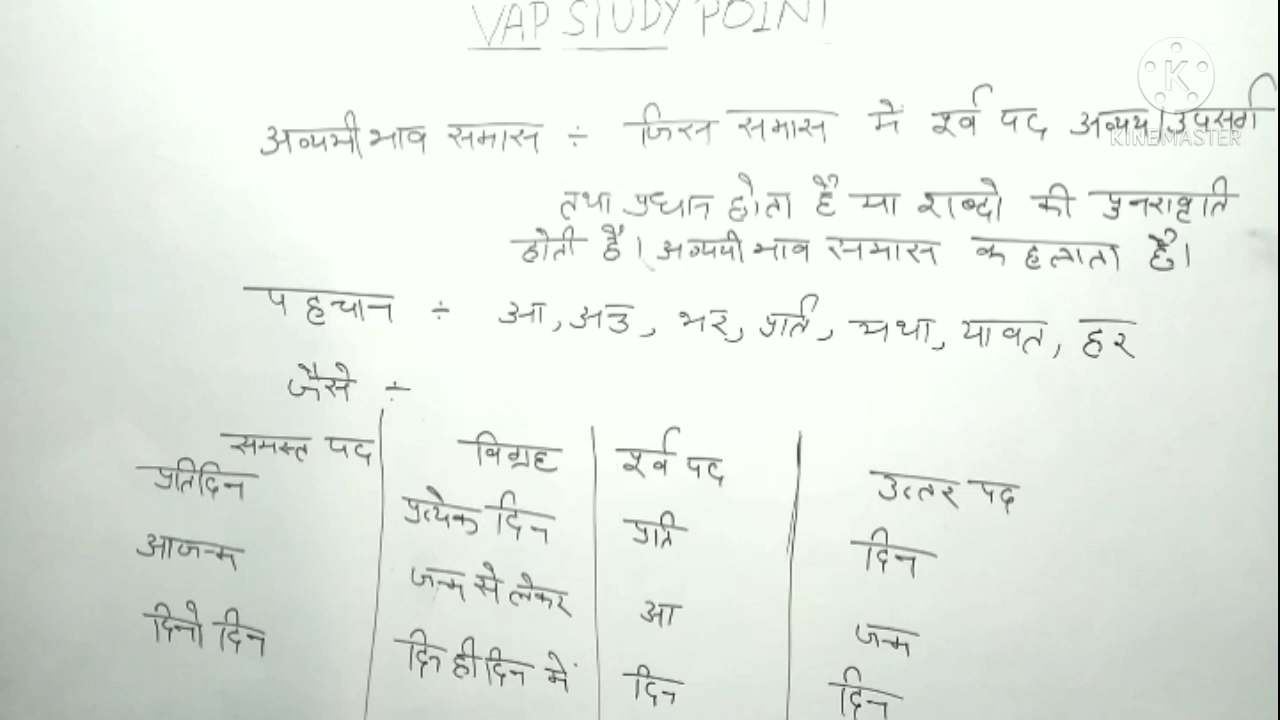 VAP STUDY POINT
अव्ययीभाव समास ÷ जिस समास में पूर्व पद अव्यय/उपसर्ग
KINEMASTER
तथा प्रधान होता है या शब्दो की पुनरावृति
होती हैं। अव्ययीभाव समास कहलाता है।
पहचान ÷ आ, अउ, भर, प्रति, यथा, यावत, हर
जैसे ÷
समस्त पद विग्रह पूर्व पद उत्तर पद
प्रतिदिन प्रत्येक दिन प्रति दिन
आजन्म जन्म से लेकर आ जन्म
दिनो दिन दिन ही दिन में दिन दिन